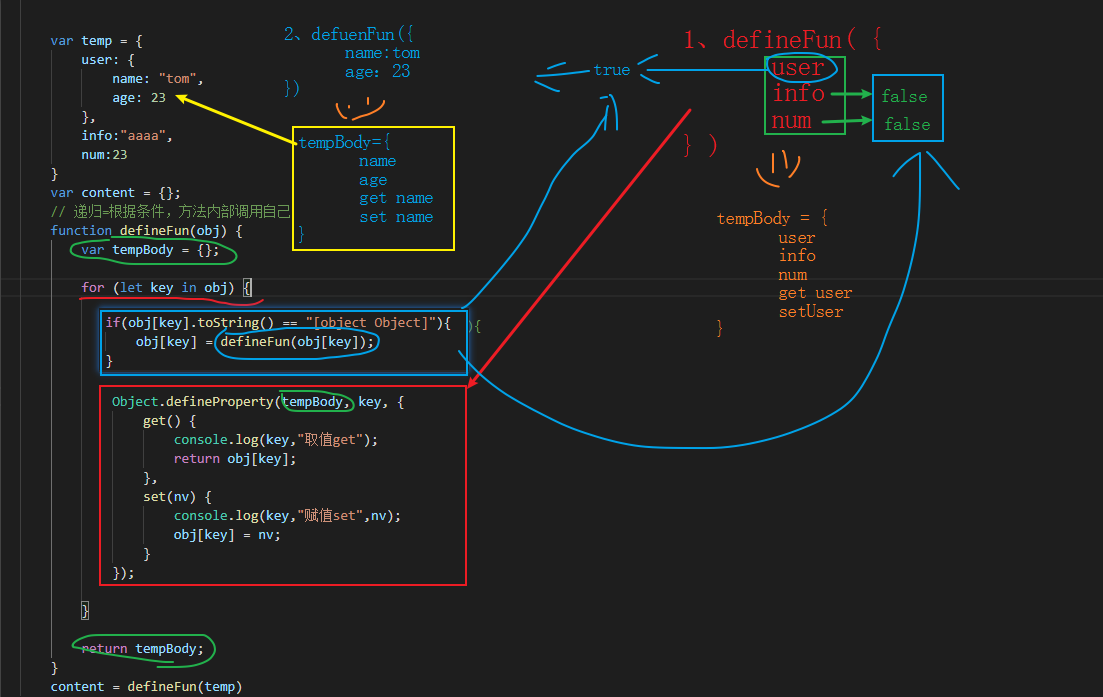 var temp = {
user: {
name: "tom",
age: 23
},
info:"aaaa",
num:23
}
var content = {};
// 递归=根据条件，方法内部调用自己
function defineFun(obj) {
var tempBody = {};
for (let key in obj) {
if(obj[key].toString() == "[object Object]"){
obj[key] = defineFun(obj[key]);
}
){
Object.defineProperty(tempBody, key, {
get() {
console.log(key,"取值get");
return obj[key];
},
set(nv) {
console.log(key,"赋值set",nv);
obj[key] = nv;
}
});
}
return tempBody;
}
content = defineFun(temp)
2、defuenFun({
name:tom
age: 23
})
tempBody={
name
age
get name
set name
}
true
1、defineFun( {
user
info
num
} )
false
false
tempBody = {
user
info
num
get user
setUser
}